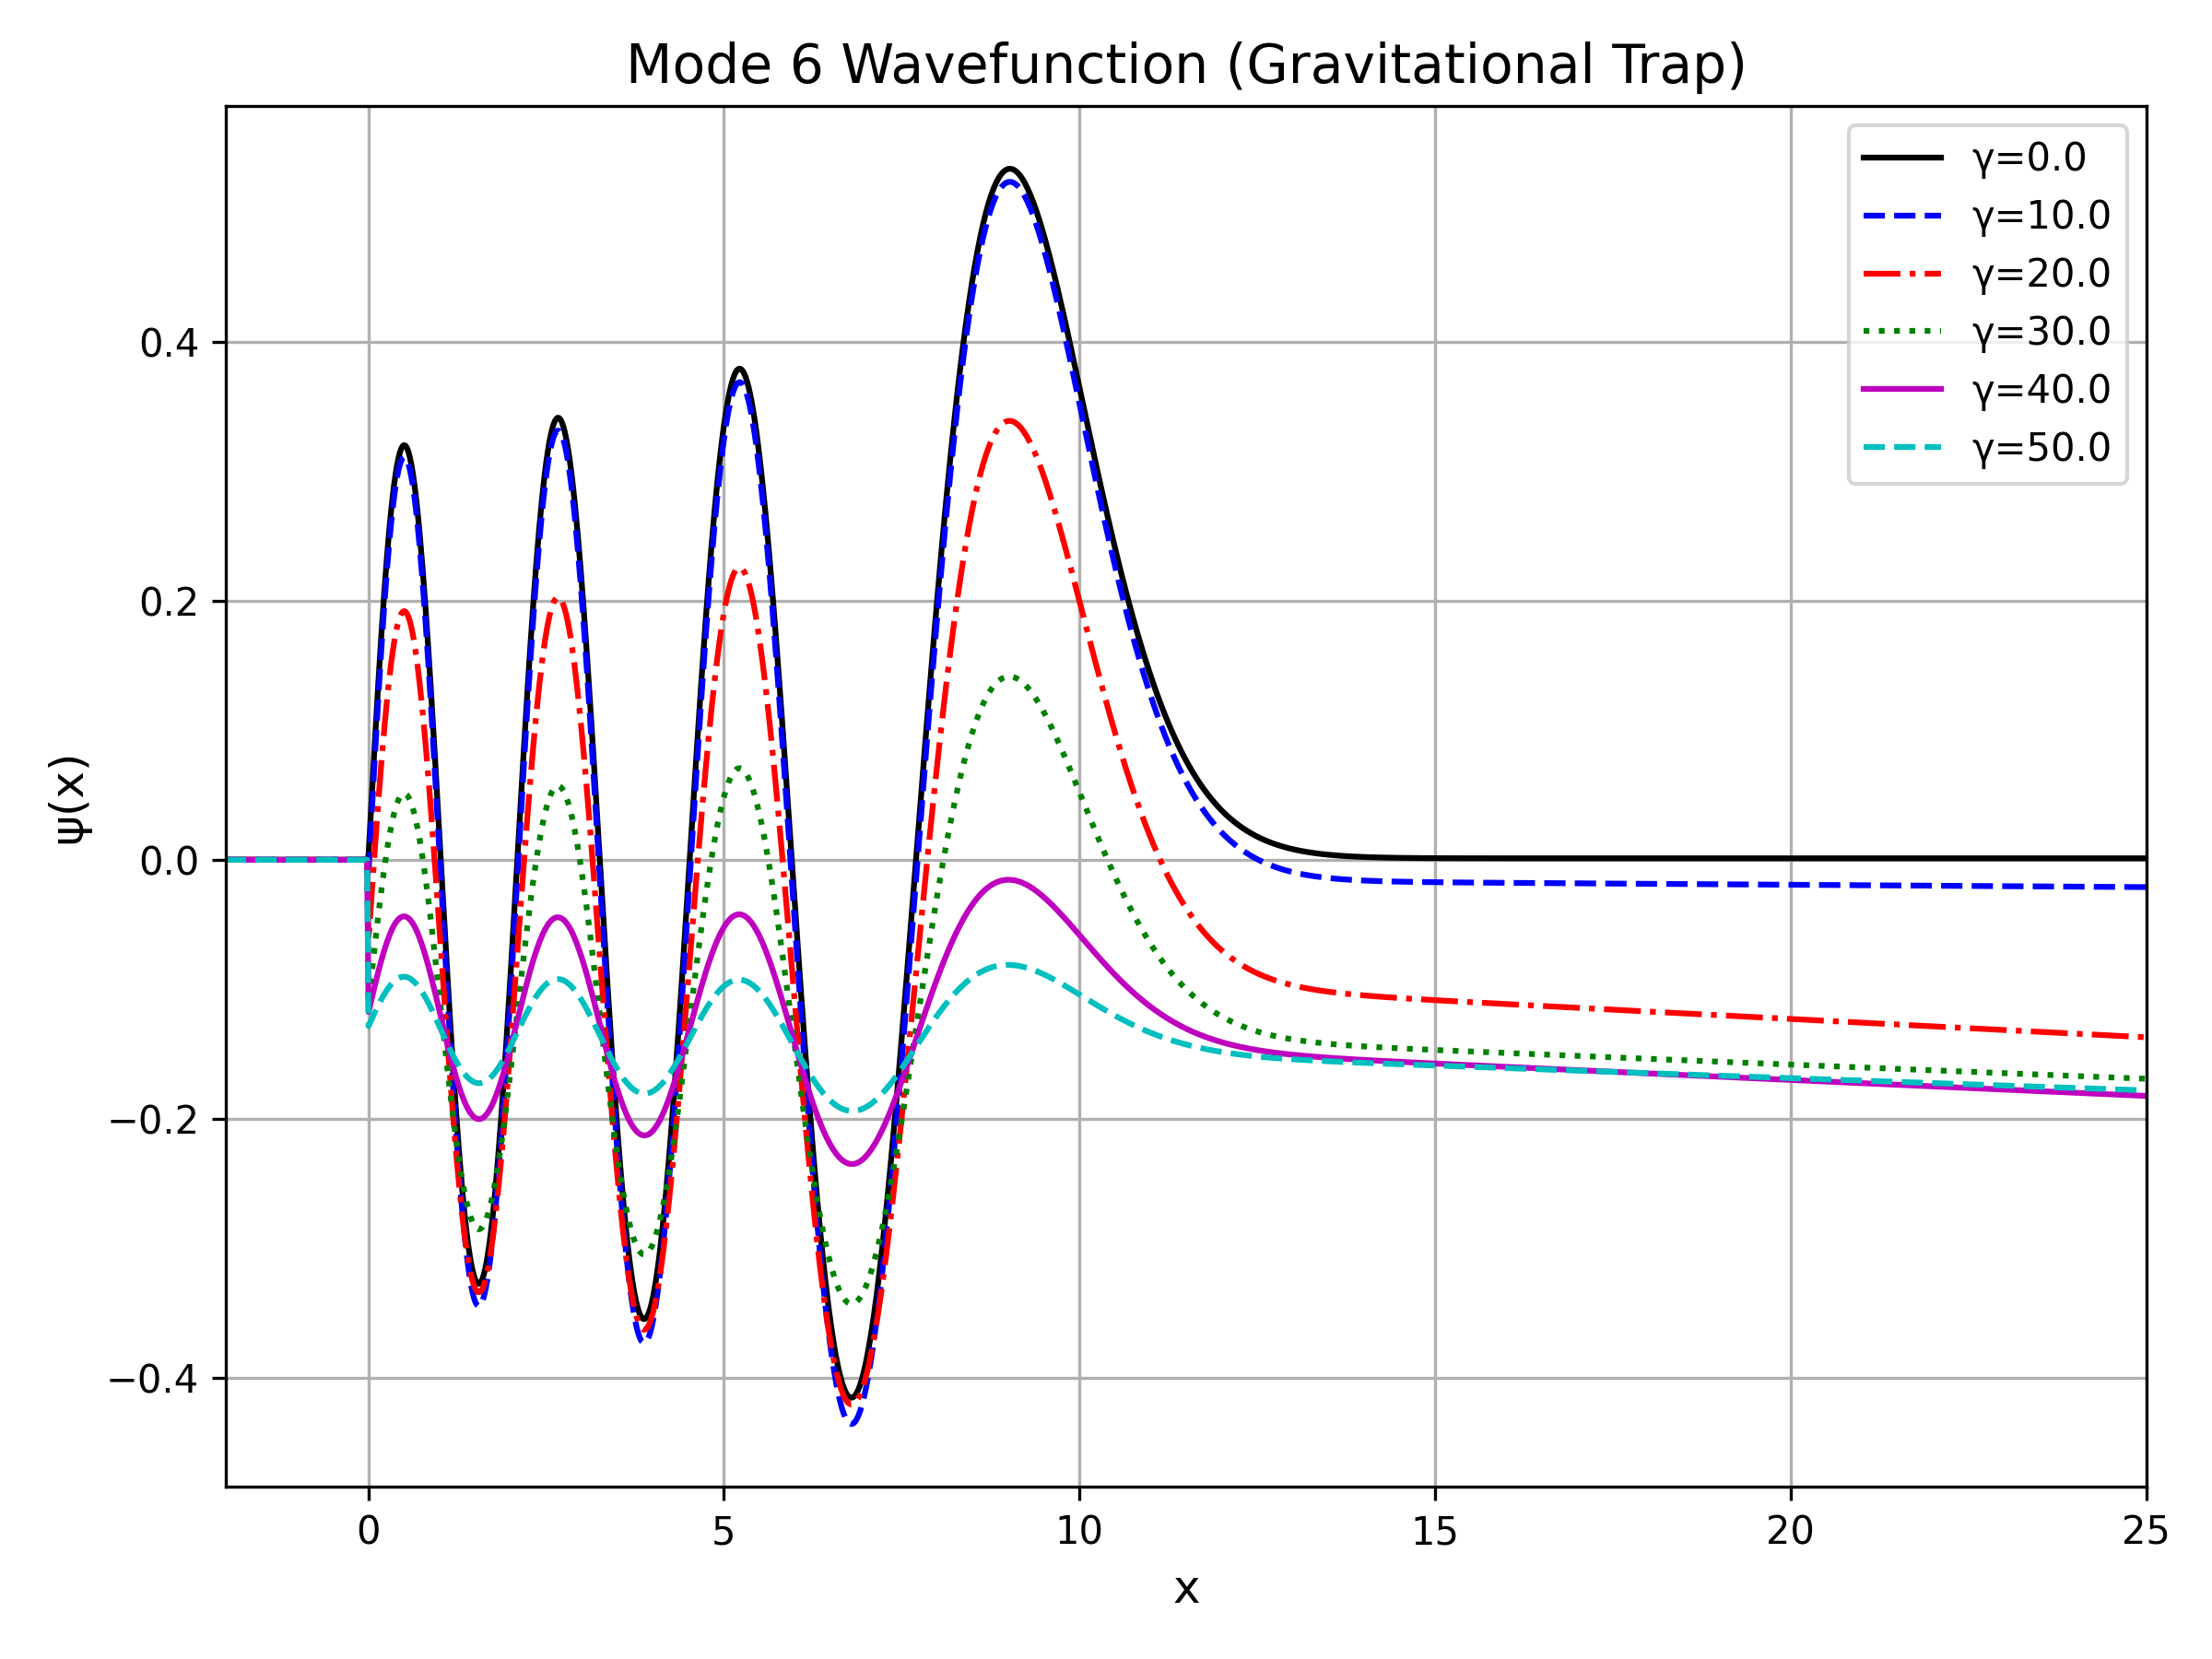 Mode 6 Wavefunction (Gravitational Trap)
γ=0.0
γ=10.0
γ=20.0
γ=30.0
γ=40.0
γ=50.0
ψ(x)
0.4
0.2
0.0
−0.2
−0.4
0 5 10 15 20 25
x